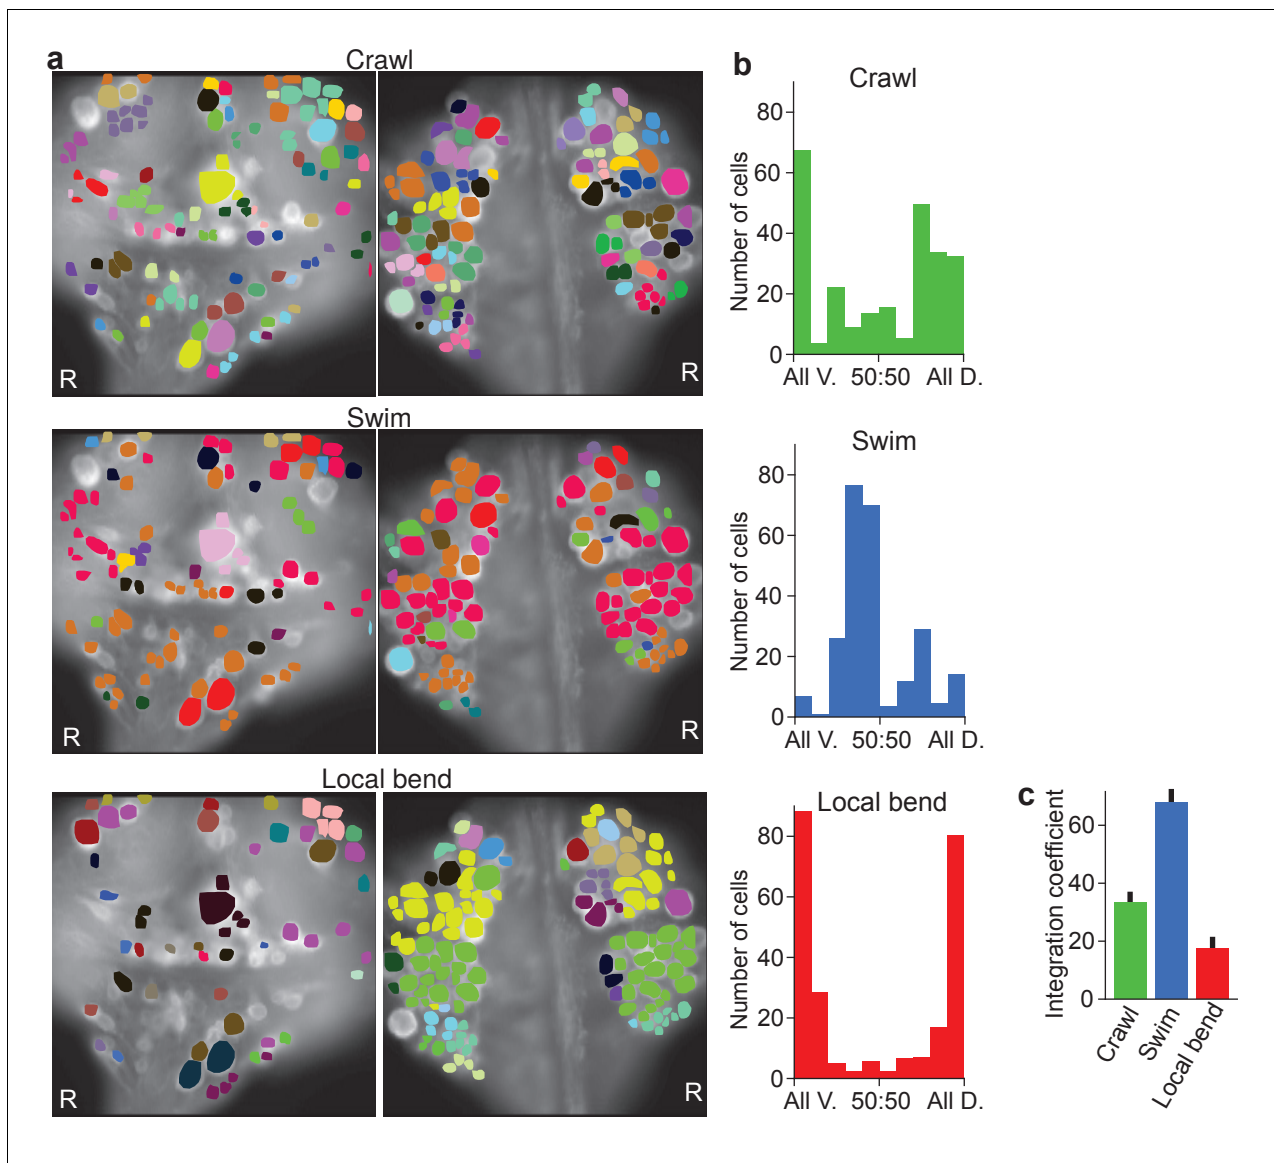 a
Crawl
R
R
Swim
R
R
Local bend
R
R
b
Crawl
Number of cells
80
60
40
20
0
All V. 50:50 All D.
Swim
Number of cells
80
60
40
20
0
All V. 50:50 All D.
Local bend
Number of cells
80
60
40
20
0
All V. 50:50 All D.
c
Integration coefficient
60
40
20
0
Crawl
Swim
Local bend